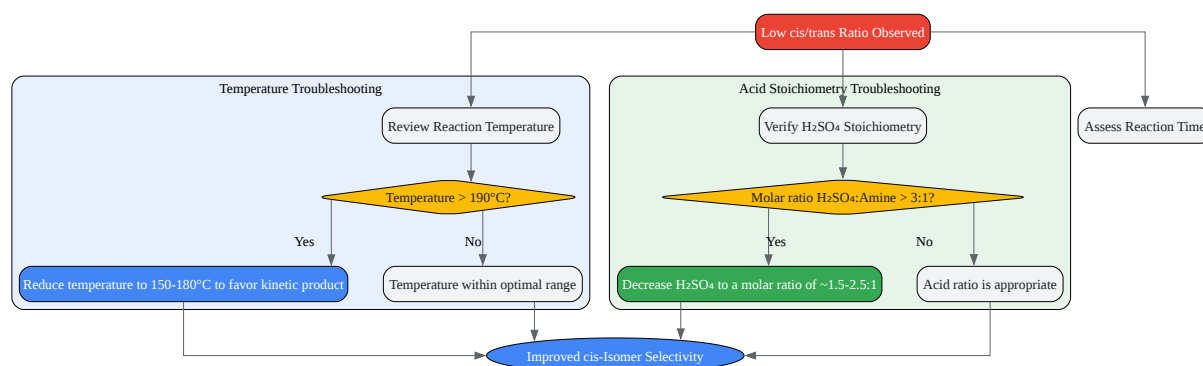 Low cis/trans Ratio Observed
Temperature Troubleshooting
Acid Stoichiometry Troubleshooting
Review Reaction Temperature
Verify H₂SO₄ Stoichiometry
Assess Reaction Time
Temperature > 190°C?
Molar ratio H₂SO₄:Amine > 3:1?
Yes
No
Yes
No
Reduce temperature to 150-180°C to favor kinetic product
Temperature within optimal range
Decrease H₂SO₄ to a molar ratio of ~1.5-2.5:1
Acid ratio is appropriate
Improved cis-Isomer Selectivity